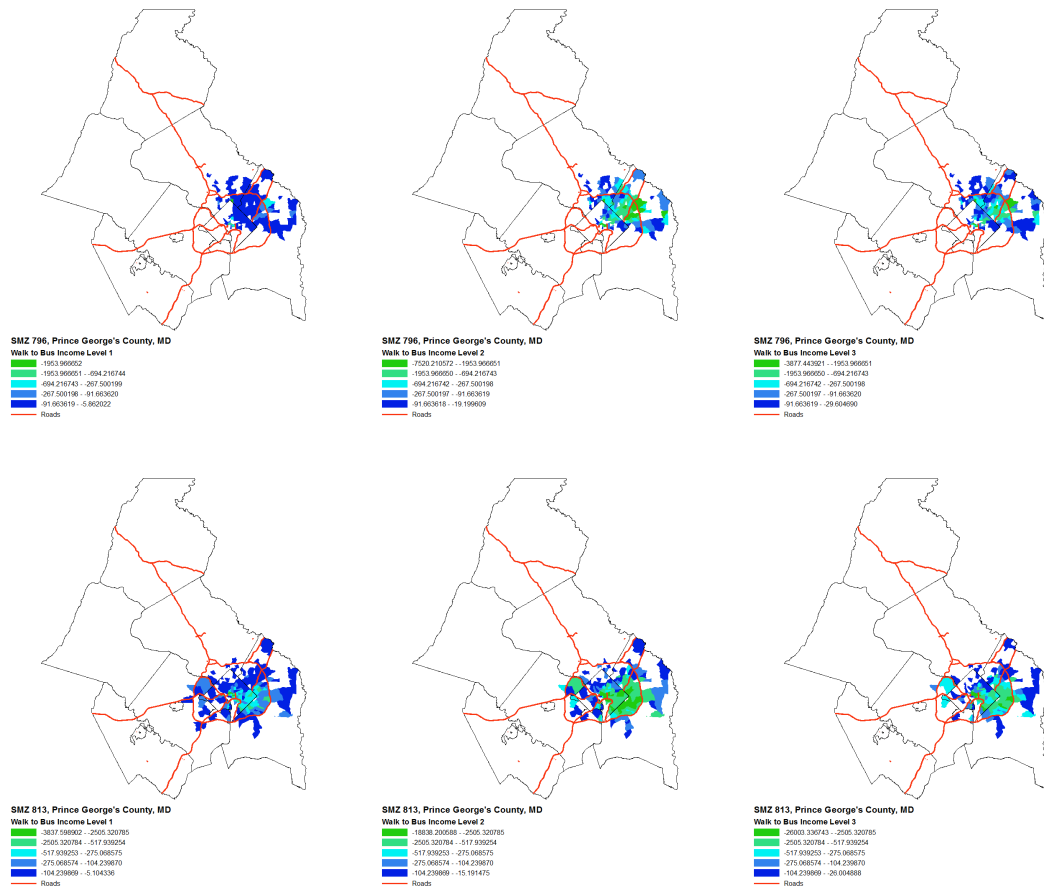 SMZ 796, Prince George's County, MD
Walk to Bus Income Level 1
-1953.966652
-1953.966651 - -694.216744
-694.216743 - -267.500199
-267.500198 - -91.663620
-91.663619 - -5.862022
Roads
SMZ 796, Prince George's County, MD
Walk to Bus Income Level 2
-7520.210572 - -1953.966651
-1953.966650 - -694.216743
-694.216742 - -267.500198
-267.500197 - -91.663619
-91.663618 - -19.199609
Roads
SMZ 796, Prince George's County, MD
Walk to Bus Income Level 3
-3877.443921 - -1953.966651
-1953.966650 - -694.216743
-694.216742 - -267.500198
-267.500197 - -91.663620
-91.663619 - -29.604690
Roads
SMZ 813, Prince George's County, MD
Walk to Bus Income Level 1
-3837.598902 - -2505.320785
-2505.320784 - -517.939254
-517.939253 - -275.068575
-275.068574 - -104.239870
-104.239869 - -5.104336
Roads
SMZ 813, Prince George's County, MD
Walk to Bus Income Level 2
-18838.200588 - -2505.320785
-2505.320784 - -517.939254
-517.939253 - -275.068575
-275.068574 - -104.239870
-104.239869 - -15.191475
Roads
SMZ 813, Prince George's County, MD
Walk to Bus Income Level 3
-26003.336743 - -2505.320785
-2505.320784 - -517.939254
-517.939253 - -275.068575
-275.068574 - -104.239870
-104.239869 - -26.004888
Roads